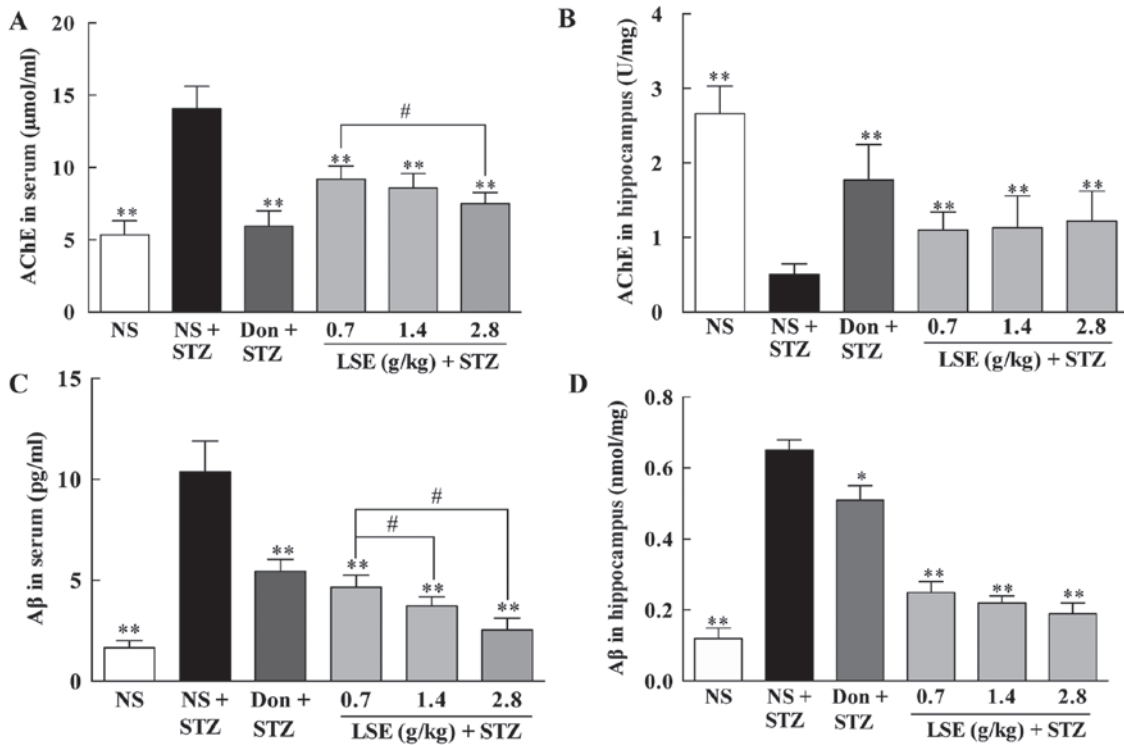 A
AChE in serum (μmol/ml)
20
15
10
5
0
**
**
**
**
**
#
NS
NS +
STZ
Don +
STZ
0.7
1.4
2.8
LSE (g/kg) + STZ
B
AChE in hippocampus (U/mg)
4
3
2
1
0
**
**
**
**
**
NS
NS +
STZ
Don +
STZ
0.7
1.4
2.8
LSE (g/kg) + STZ
C
Aβ in serum (pg/ml)
15
10
5
0
**
**
**
**
**
#
#
NS
NS +
STZ
Don +
STZ
0.7
1.4
2.8
LSE (g/kg) + STZ
D
Aβ in hippocampus (nmol/mg)
0.8
0.6
0.4
0.2
0.0
**
*
**
**
**
NS
NS +
STZ
Don +
STZ
0.7
1.4
2.8
LSE (g/kg) + STZ